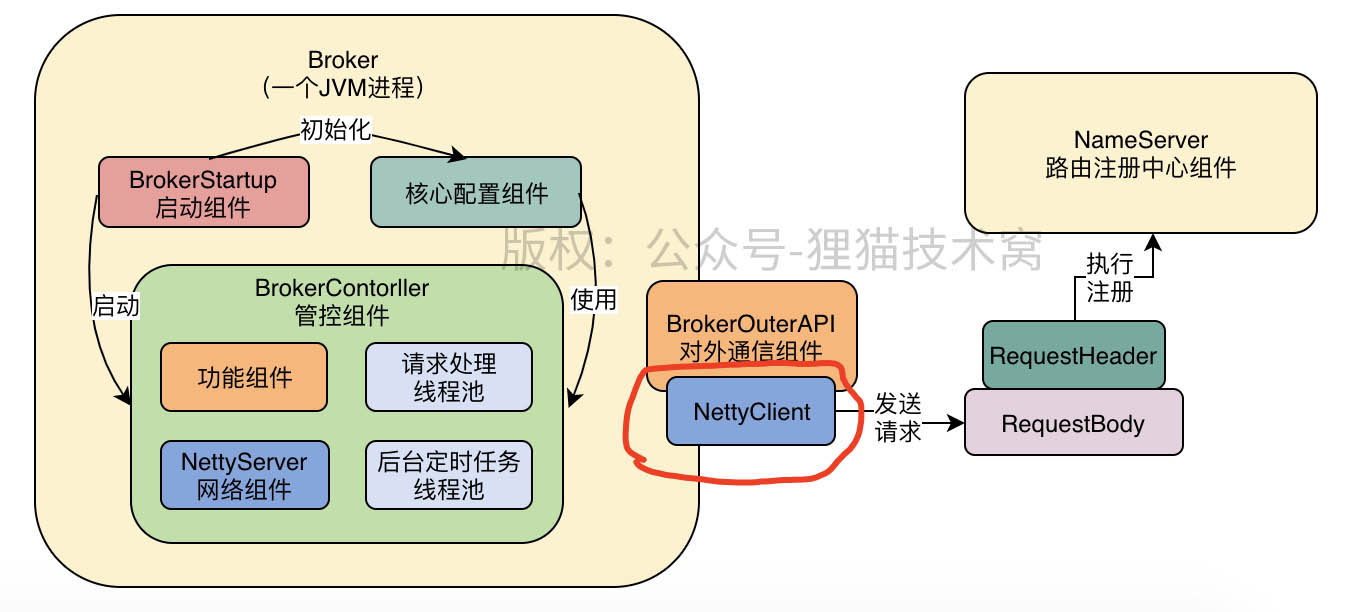 Broker
（一个JVM进程）
初始化
BrokerStartup
启动组件
核心配置组件
版权：公众号-狸猫技术窝
NameServer
路由注册中心组件
启动
BrokerContorller
管控组件
使用
功能组件
请求处理
线程池
NettyServer
网络组件
后台定时任务
线程池
BrokerOuterAPI
对外通信组件
NettyClient
发送
请求
执行
注册
RequestHeader
RequestBody